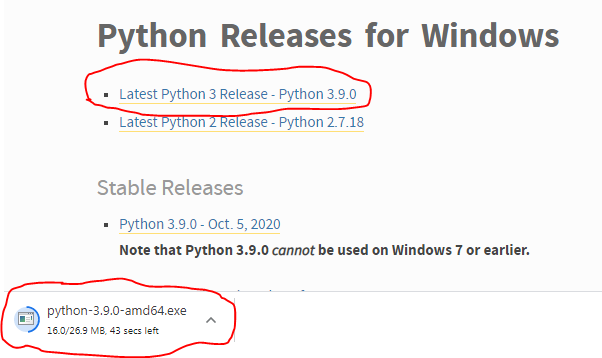 Python Releases for Windows
Latest Python 3 Release - Python 3.9.0
Latest Python 2 Release - Python 2.7.18
Stable Releases
Python 3.9.0 - Oct. 5, 2020
Note that Python 3.9.0 cannot be used on Windows 7 or earlier.
python-3.9.0-amd64.exe
16.0/26.9 MB, 43 secs left